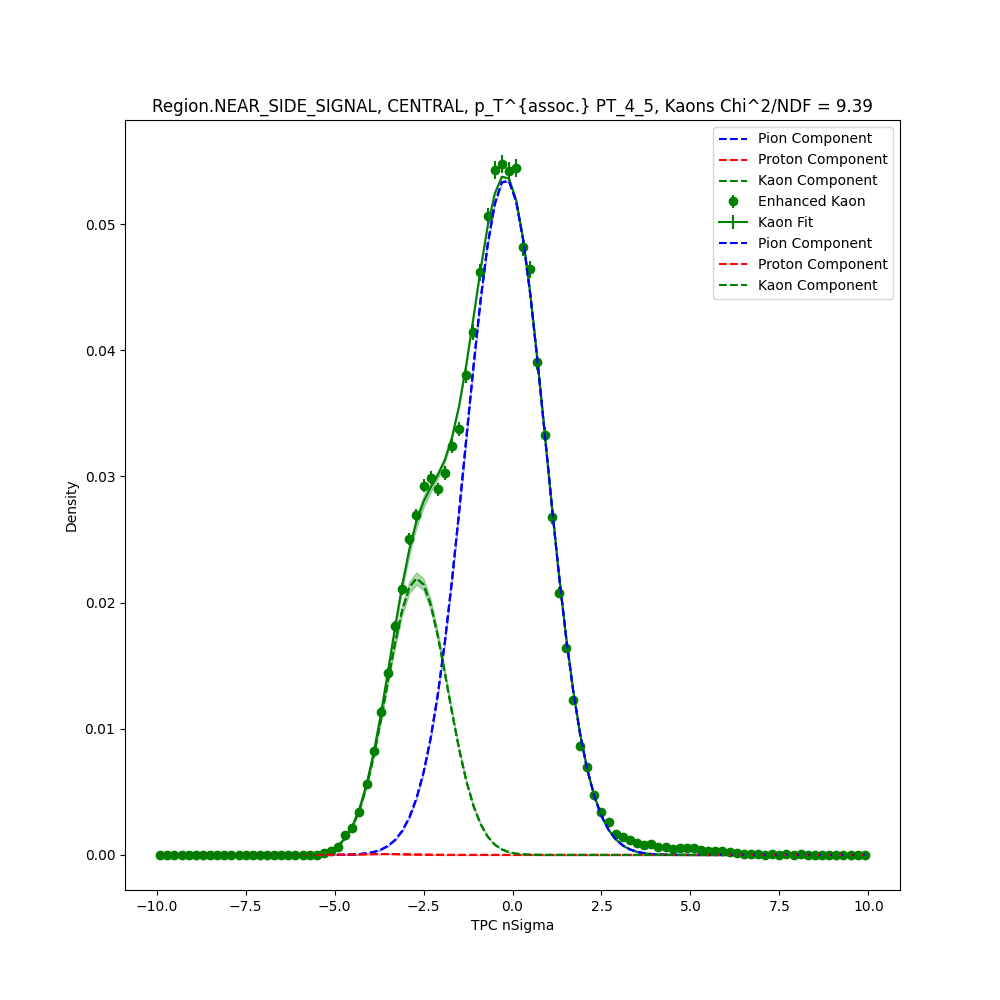 Region.NEAR_SIDE_SIGNAL, CENTRAL, p_T^{assoc.} PT_4_5, Kaons Chi^2/NDF = 9.39
Pion Component
Proton Component
Kaon Component
Enhanced Kaon
Kaon Fit
Pion Component
Proton Component
Kaon Component
Density
0.05
0.04
0.03
0.02
0.01
0.00
−10.0 −7.5 −5.0 −2.5 0.0 2.5 5.0 7.5 10.0
TPC nSigma